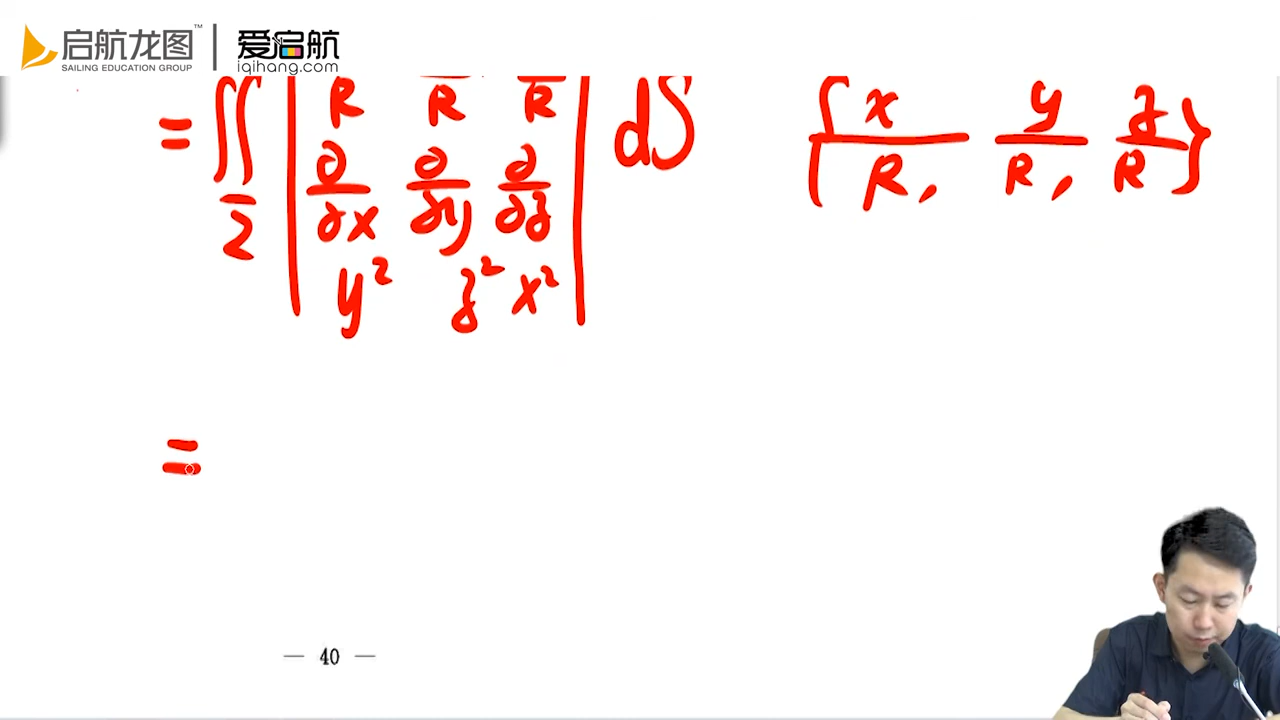 启航龙图™ | 爱启航
SAILING EDUCATION GROUP iqihang.com
= ∬ | R R R | dS { x/R, y/R, z/R }
Σ | ∂/∂x ∂/∂y ∂/∂z |
| y² z² x² |
=
— 40 —